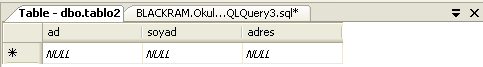 Table - dbo.tablo2 BLACKRAM.Okul...QLQuery3.sql*
ad soyad adres
NULL NULL NULL